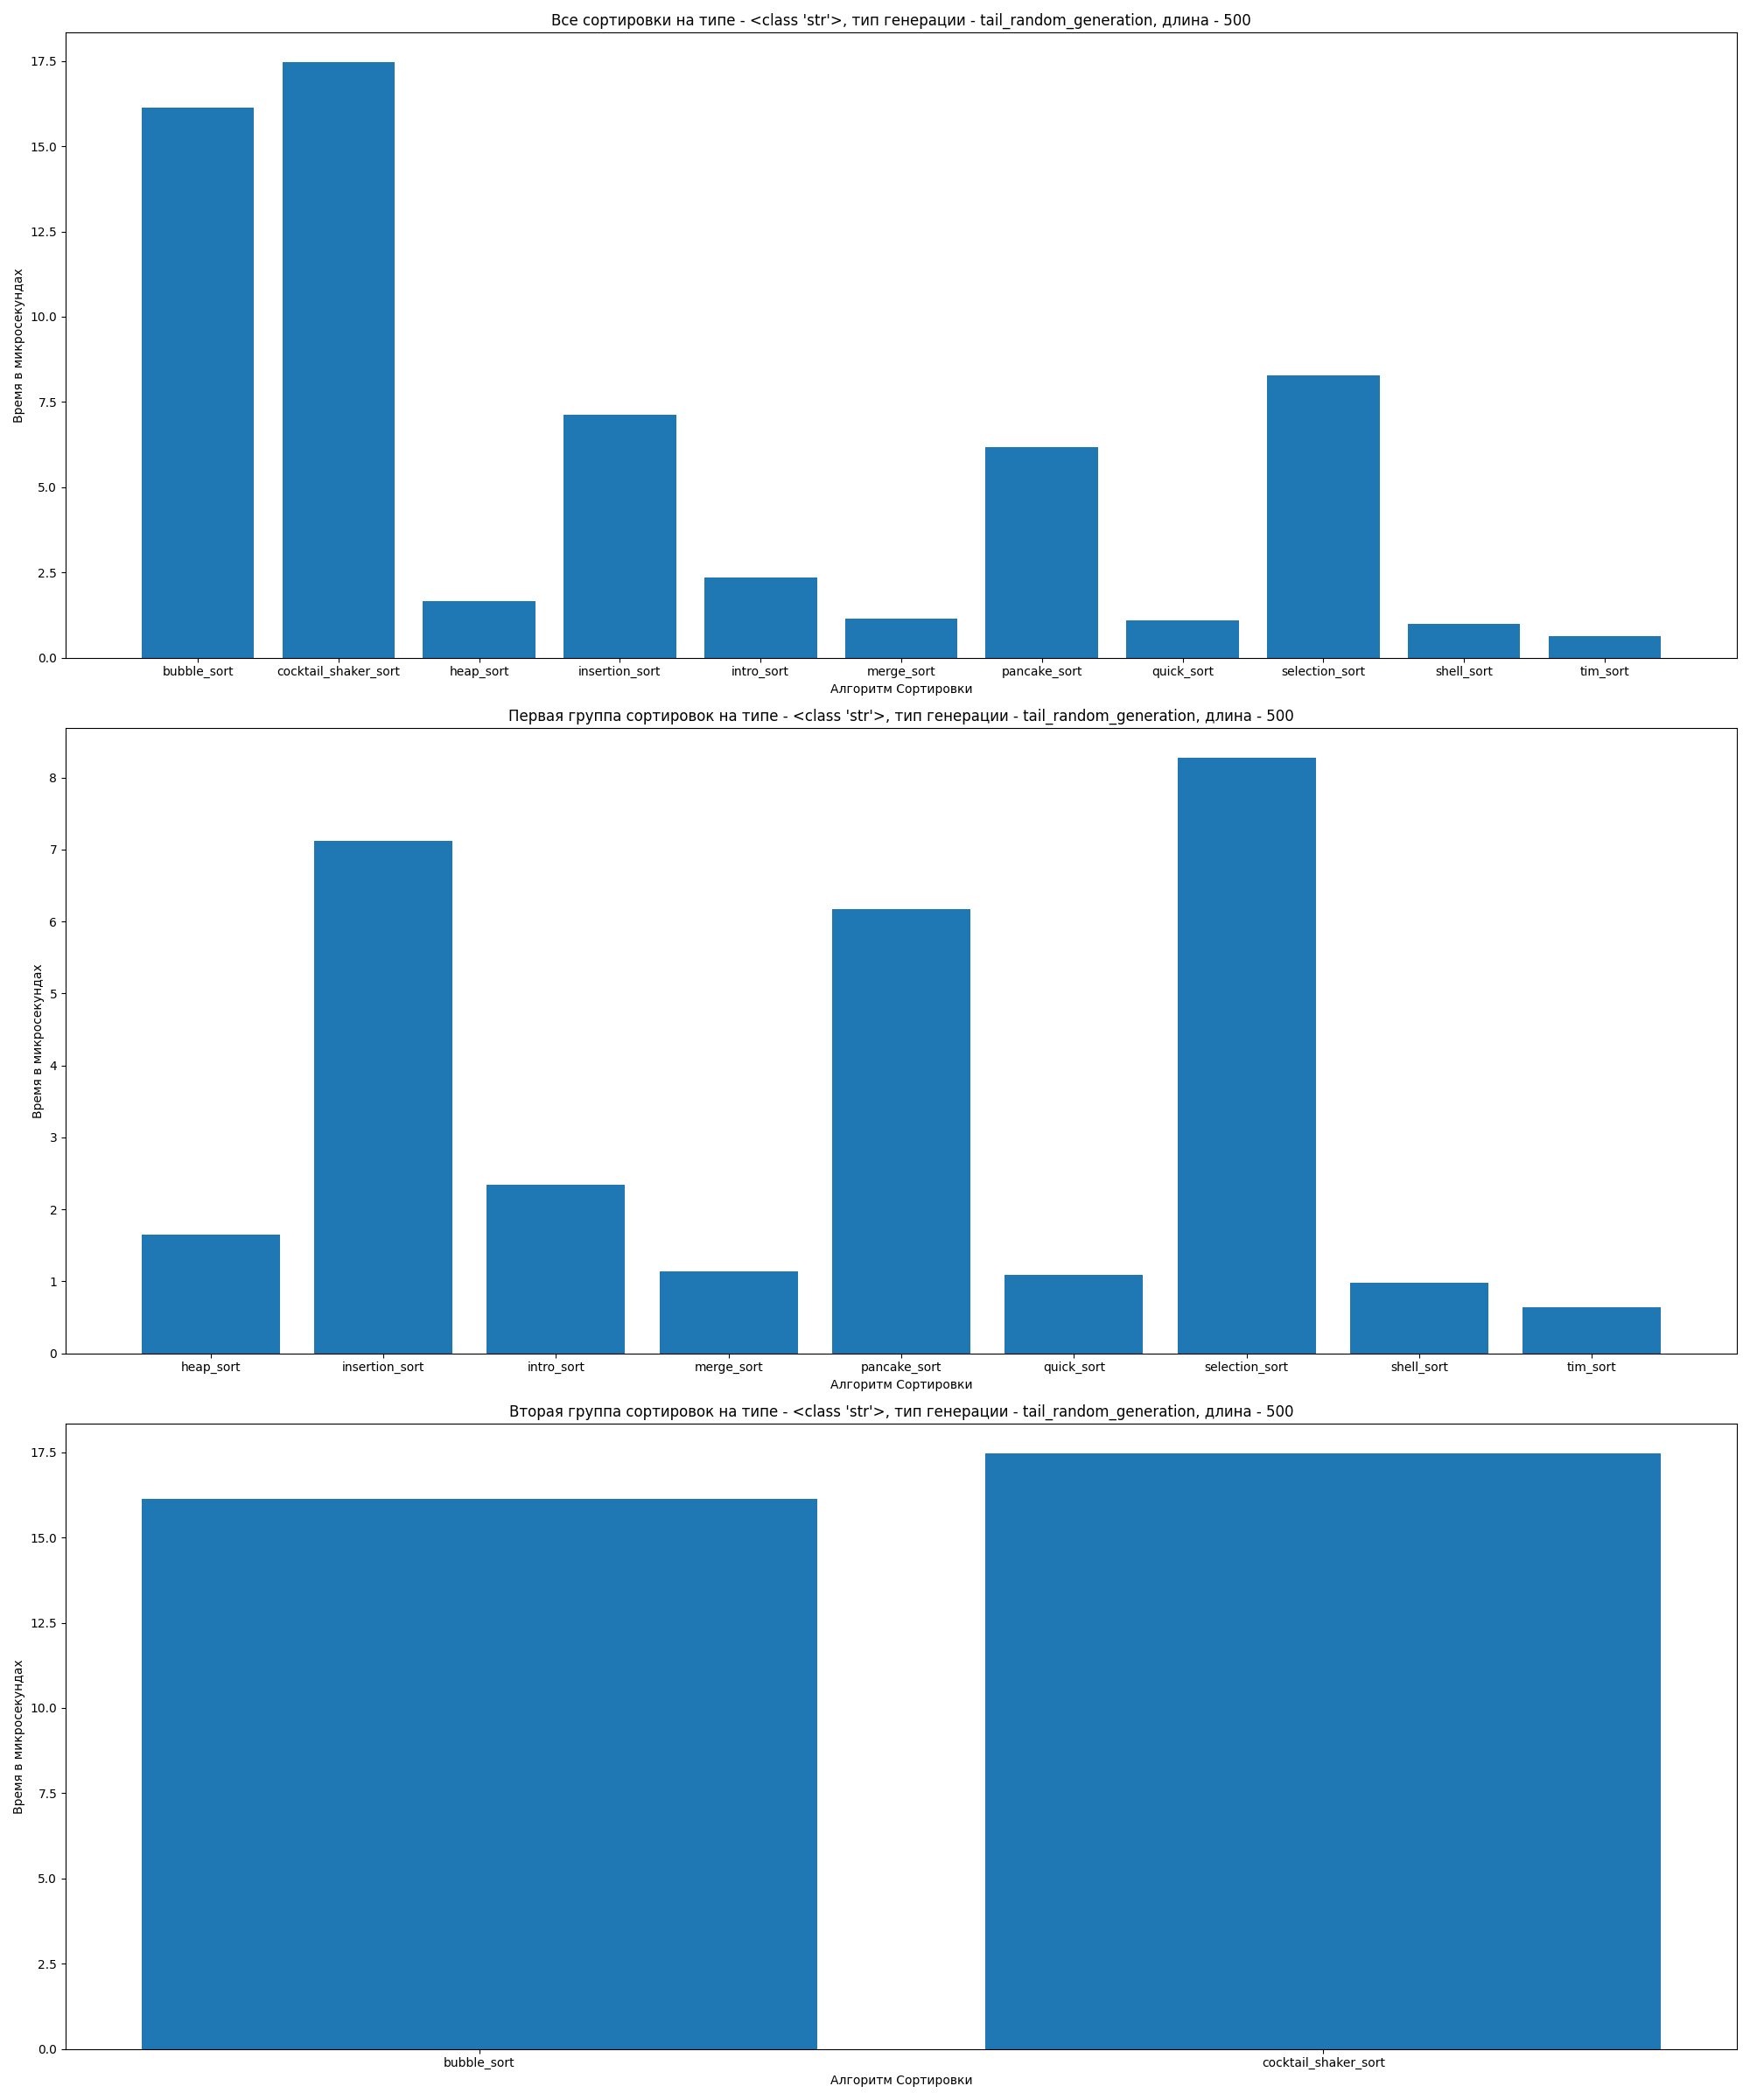 Все сортировки на типе - <class 'str'>, тип генерации - tail_random_generation, длина - 500
Время в микросекундах
17.5
15.0
12.5
10.0
7.5
5.0
2.5
0.0
bubble_sort cocktail_shaker_sort heap_sort insertion_sort intro_sort merge_sort pancake_sort quick_sort selection_sort shell_sort tim_sort
Алгоритм Сортировки
Первая группа сортировок на типе - <class 'str'>, тип генерации - tail_random_generation, длина - 500
Время в микросекундах
8
7
6
5
4
3
2
1
0
heap_sort insertion_sort intro_sort merge_sort pancake_sort quick_sort selection_sort shell_sort tim_sort
Алгоритм Сортировки
Вторая группа сортировок на типе - <class 'str'>, тип генерации - tail_random_generation, длина - 500
Время в микросекундах
17.5
15.0
12.5
10.0
7.5
5.0
2.5
0.0
bubble_sort cocktail_shaker_sort
Алгоритм Сортировки